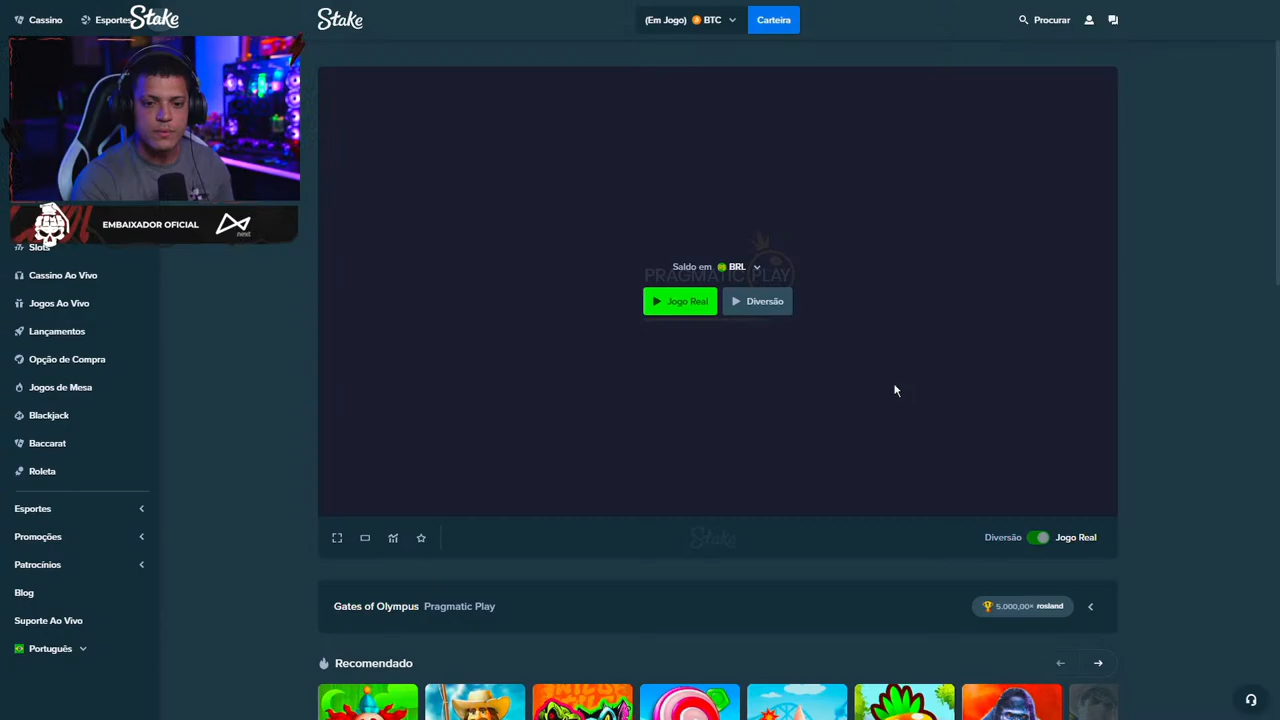 Cassino
Esportes
Stake
Stake
(Em Jogo) BTC
Carteira
Procurar
EMBAIXADOR OFICIAL
next
Slots
Cassino Ao Vivo
Jogos Ao Vivo
Lançamentos
Opção de Compra
Jogos de Mesa
Blackjack
Baccarat
Roleta
Esportes
Promoções
Patrocínios
Blog
Suporte Ao Vivo
Português
Saldo em BRL
PRAGMATIC PLAY
Jogo Real
Diversão
Stake
Diversão
Jogo Real
Gates of Olympus Pragmatic Play
5.000,00× rosland
Recomendado